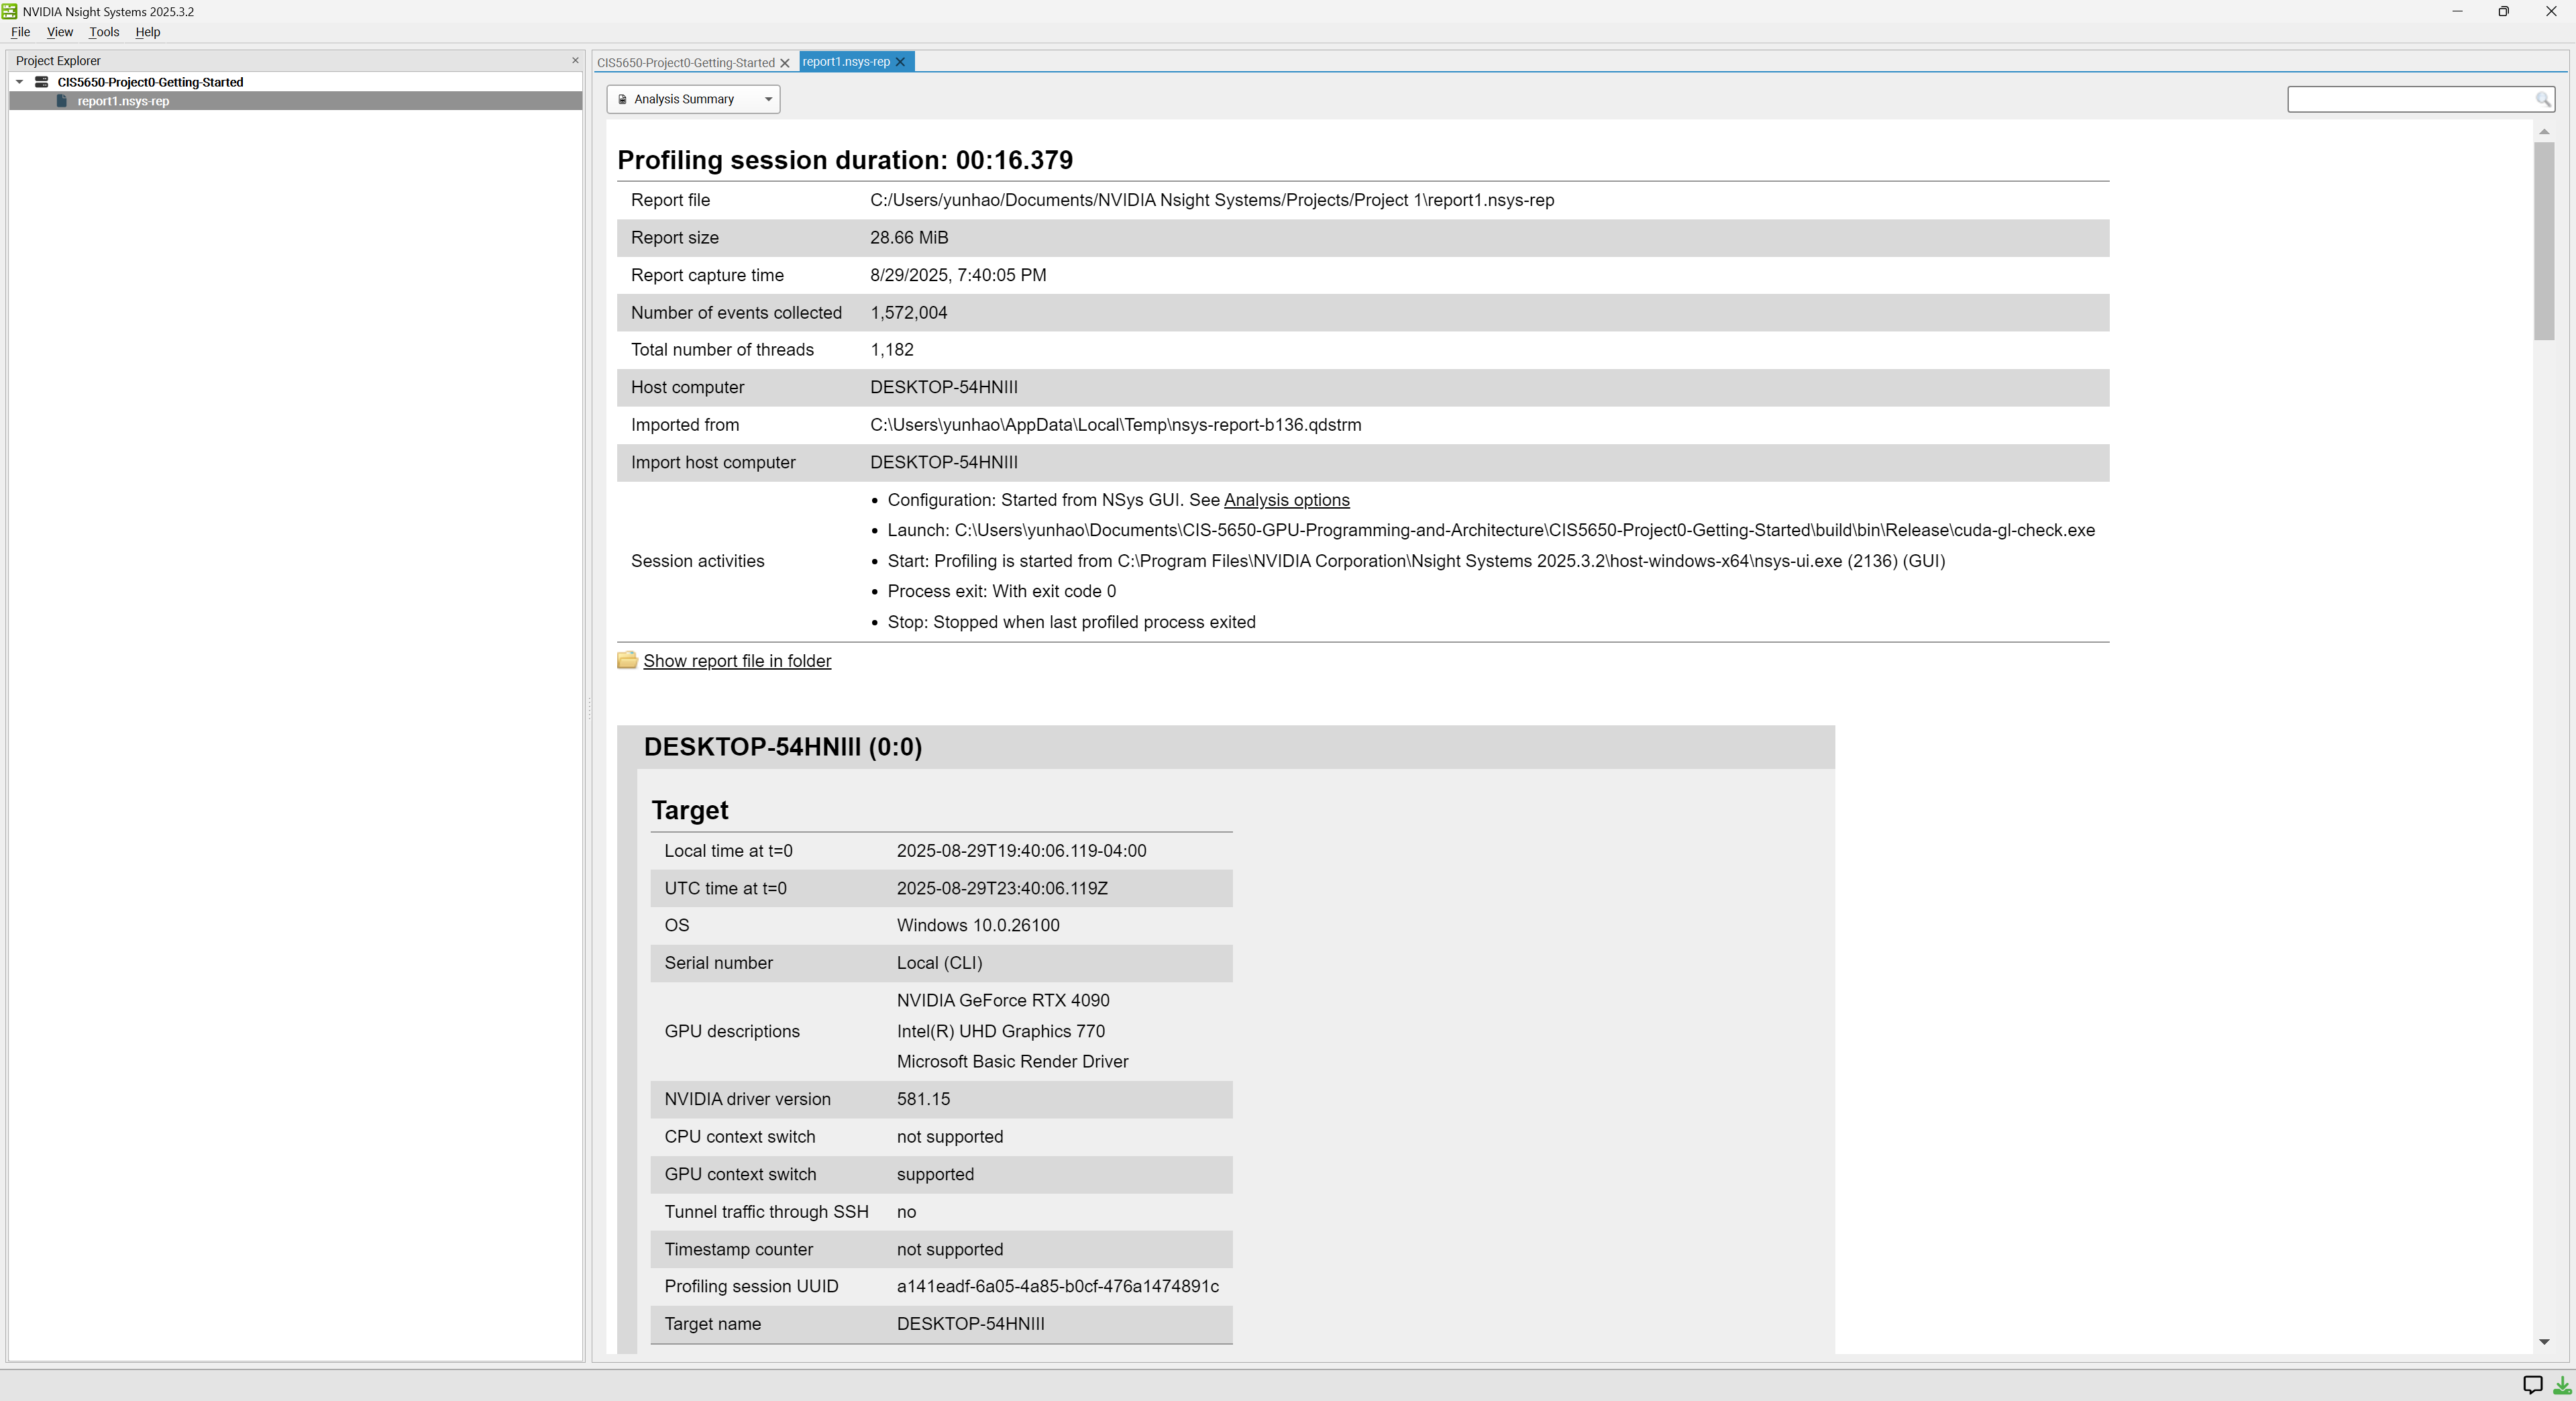 NVIDIA Nsight Systems 2025.3.2
File View Tools Help
Project Explorer
CIS5650-Project0-Getting-Started
report1.nsys-rep
CIS5650-Project0-Getting-Started
report1.nsys-rep
Analysis Summary
Profiling session duration: 00:16.379
Report file C:/Users/yunhao/Documents/NVIDIA Nsight Systems/Projects/Project 1\report1.nsys-rep
Report size 28.66 MiB
Report capture time 8/29/2025, 7:40:05 PM
Number of events collected 1,572,004
Total number of threads 1,182
Host computer DESKTOP-54HNIII
Imported from C:\Users\yunhao\AppData\Local\Temp\nsys-report-b136.qdstrm
Import host computer DESKTOP-54HNIII
Session activities
• Configuration: Started from NSys GUI. See Analysis options
• Launch: C:\Users\yunhao\Documents\CIS-5650-GPU-Programming-and-Architecture\CIS5650-Project0-Getting-Started\build\bin\Release\cuda-gl-check.exe
• Start: Profiling is started from C:\Program Files\NVIDIA Corporation\Nsight Systems 2025.3.2\host-windows-x64\nsys-ui.exe (2136) (GUI)
• Process exit: With exit code 0
• Stop: Stopped when last profiled process exited
Show report file in folder
DESKTOP-54HNIII (0:0)
Target
Local time at t=0 2025-08-29T19:40:06.119-04:00
UTC time at t=0 2025-08-29T23:40:06.119Z
OS Windows 10.0.26100
Serial number Local (CLI)
GPU descriptions
NVIDIA GeForce RTX 4090
Intel(R) UHD Graphics 770
Microsoft Basic Render Driver
NVIDIA driver version 581.15
CPU context switch not supported
GPU context switch supported
Tunnel traffic through SSH no
Timestamp counter not supported
Profiling session UUID a141eadf-6a05-4a85-b0cf-476a1474891c
Target name DESKTOP-54HNIII